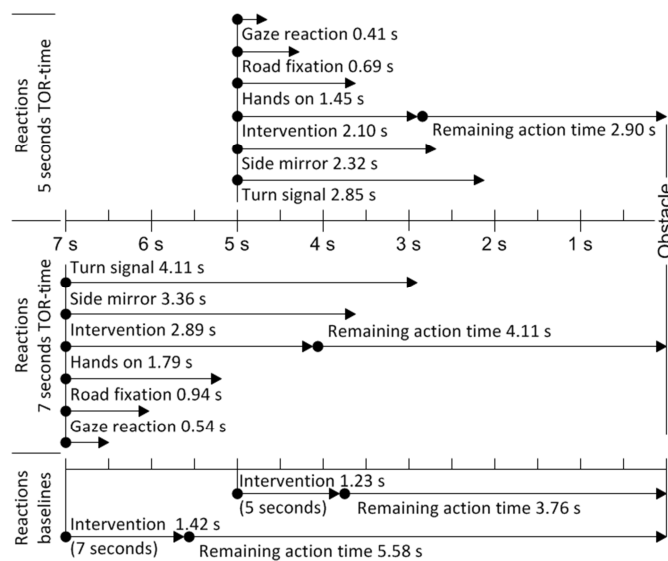 Reactions
5 seconds TOR-time
Gaze reaction 0.41 s
Road fixation 0.69 s
Hands on 1.45 s
Intervention 2.10 s
Remaining action time 2.90 s
Side mirror 2.32 s
Turn signal 2.85 s
Obstacle
7 s 6 s 5 s 4 s 3 s 2 s 1 s
Reactions
7 seconds TOR-time
Turn signal 4.11 s
Side mirror 3.36 s
Intervention 2.89 s
Remaining action time 4.11 s
Hands on 1.79 s
Road fixation 0.94 s
Gaze reaction 0.54 s
Reactions
baselines
Intervention 1.23 s
(5 seconds)
Remaining action time 3.76 s
Intervention 1.42 s
(7 seconds)
Remaining action time 5.58 s